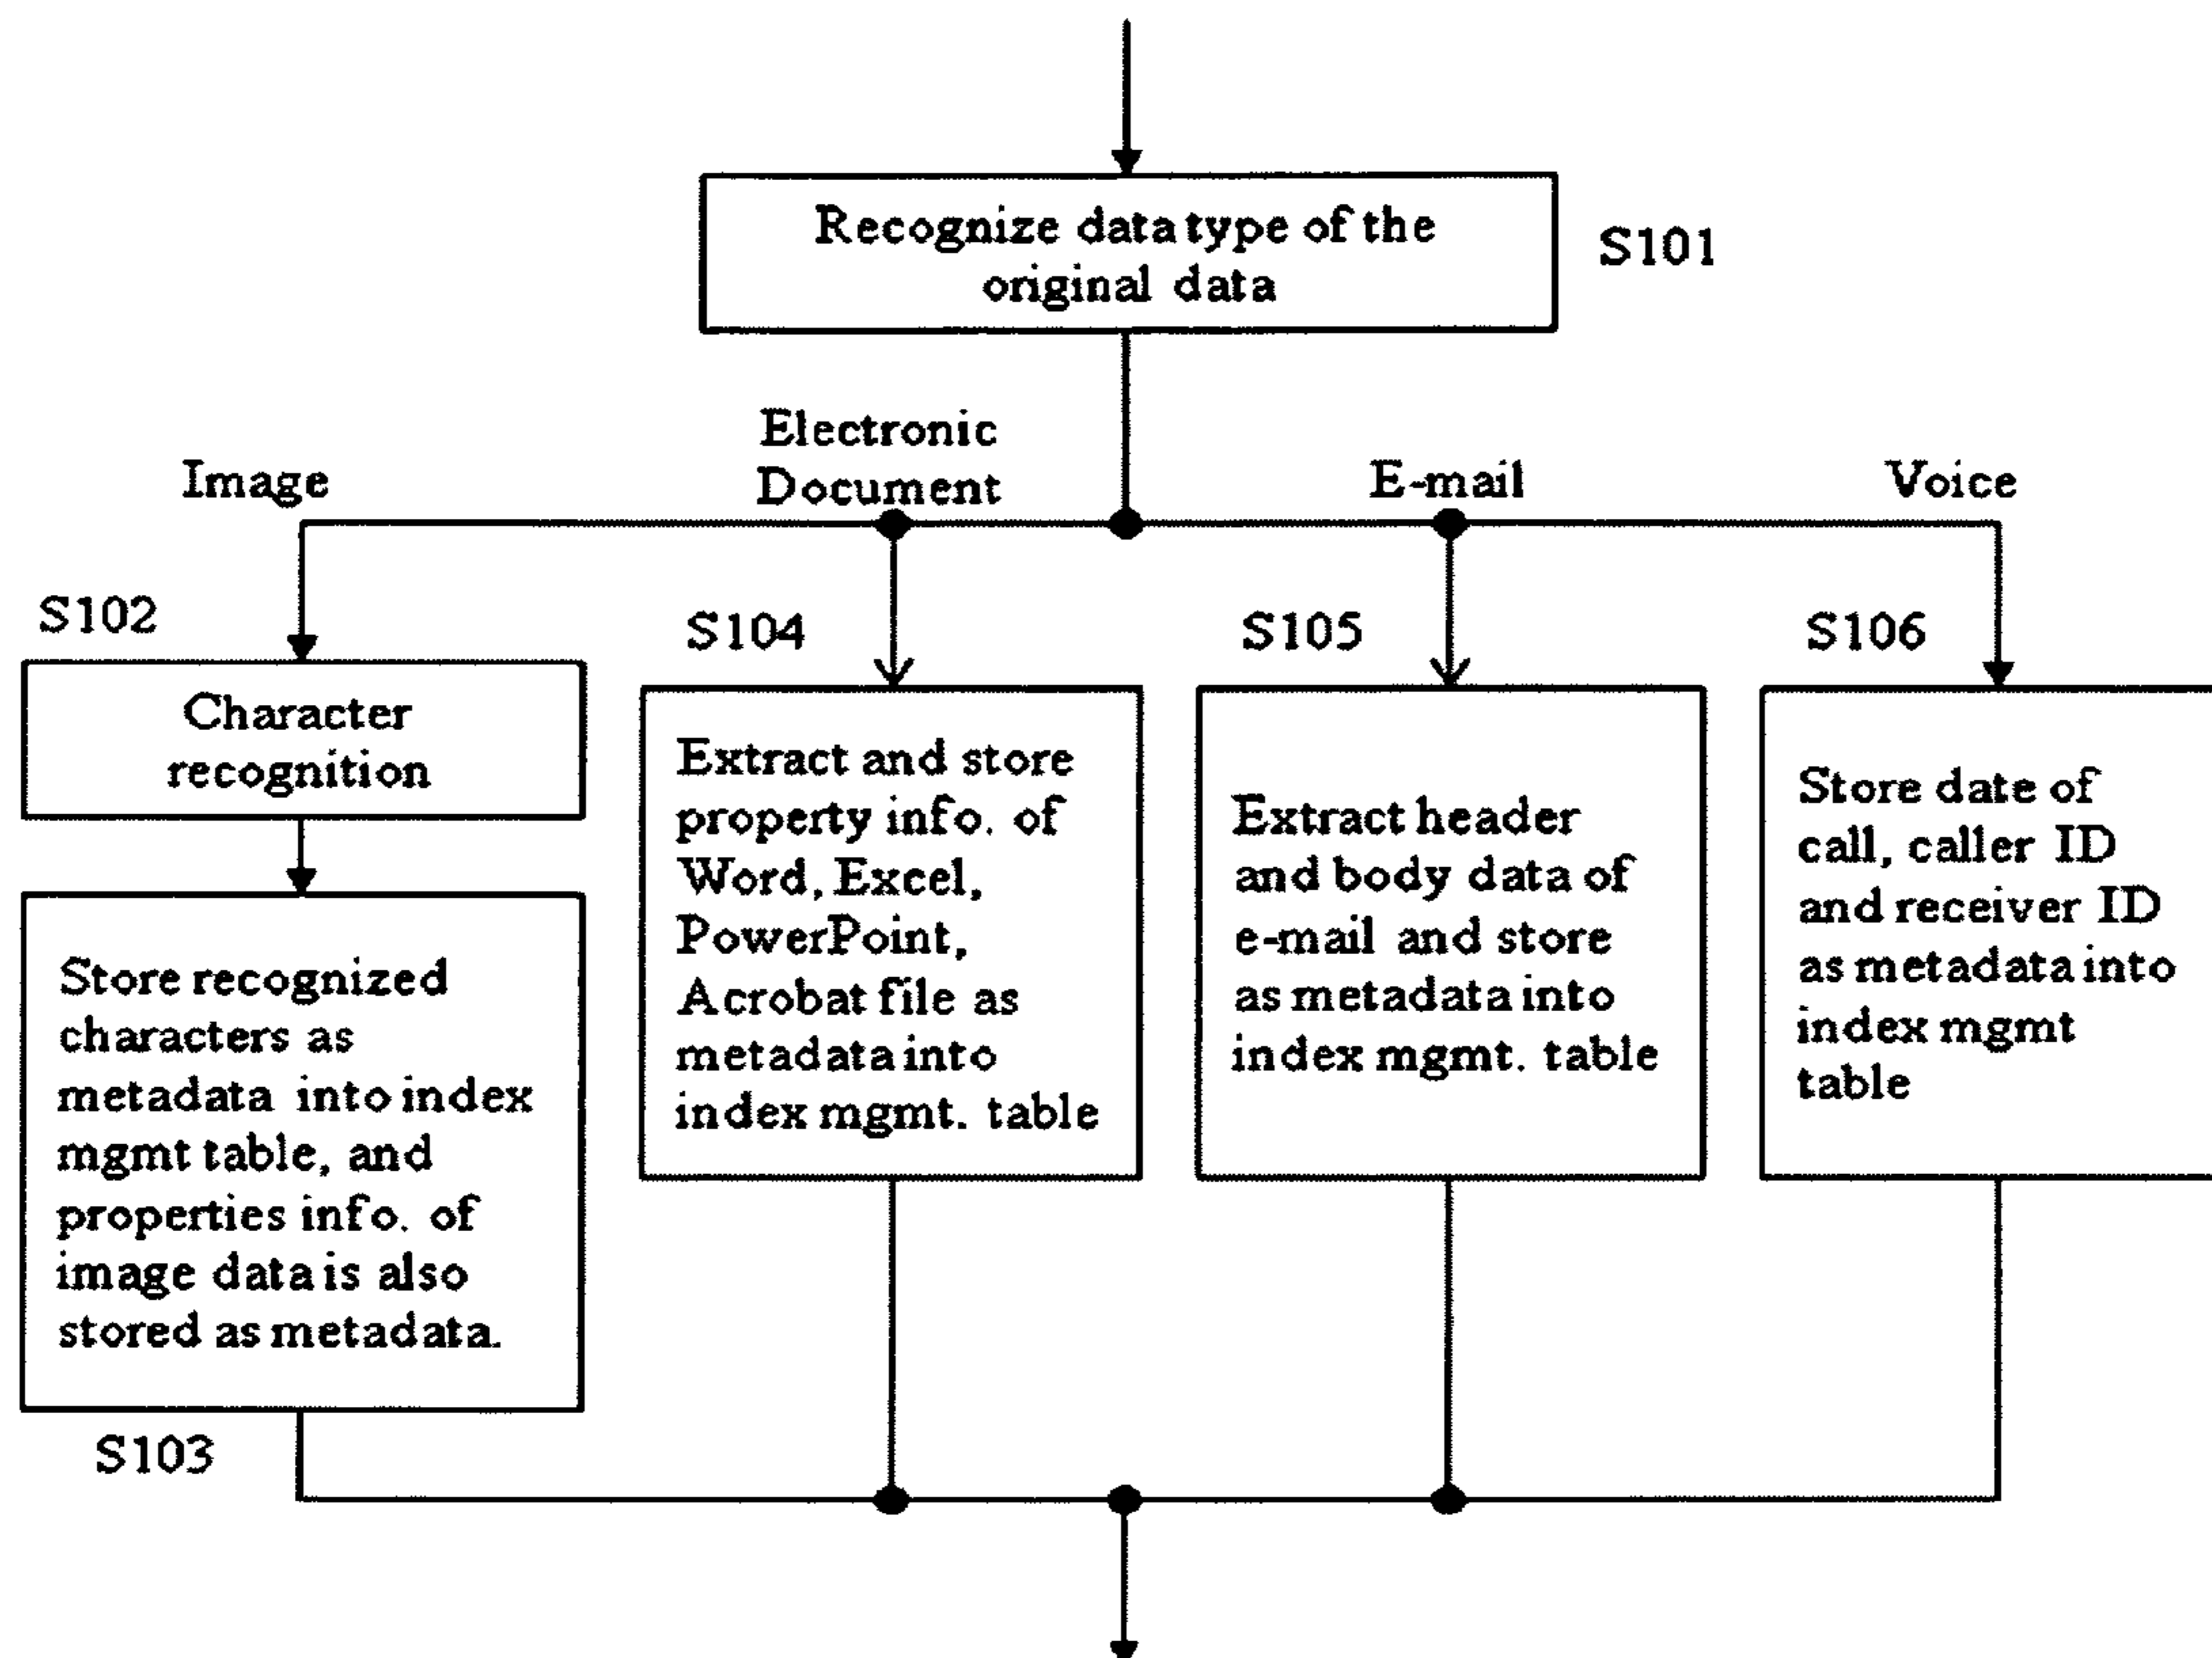 Recognize data type of the
original data
S101
Image
Electronic
Document
E-mail
Voice
S102
Character
recognition
Store recognized
characters as
metadata into index
mgmt table, and
properties info. of
image data is also
stored as metadata.
S103
S104
Extract and store
property info. of
Word, Excel,
PowerPoint,
Acrobat file as
metadata into
index mgmt. table
S105
Extract header
and body data of
e-mail and store
as metadata into
index mgmt. table
S106
Store date of
call, caller ID
and receiver ID
as metadata into
index mgmt
table